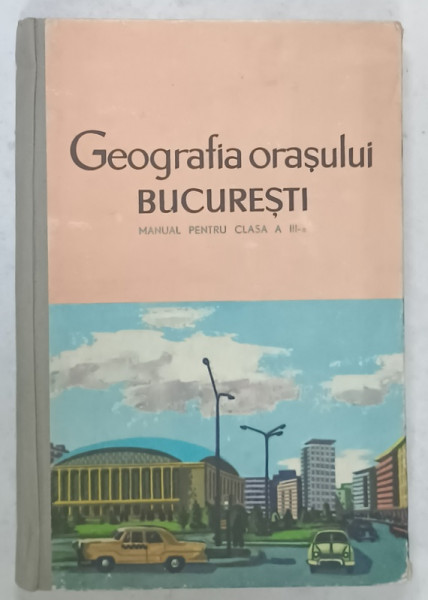 Geografia orașului
BUCUREȘTI
MANUAL PENTRU CLASA A III-a